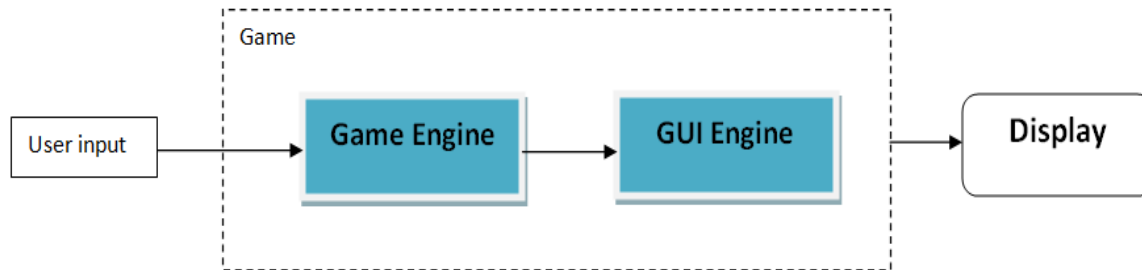 Game
User input
Game Engine
GUI Engine
Display